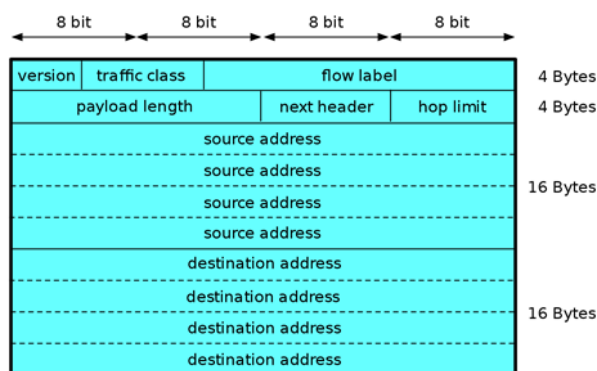 8 bit 8 bit 8 bit 8 bit
version traffic class flow label 4 Bytes
payload length next header hop limit 4 Bytes
source address
source address
16 Bytes
source address
source address
destination address
destination address
16 Bytes
destination address
destination address